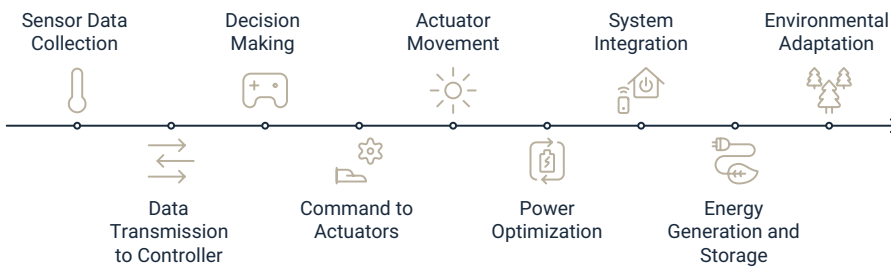 Sensor Data
Collection
Decision
Making
Actuator
Movement
System
Integration
Environmental
Adaptation
Data
Transmission
to Controller
Command to
Actuators
Power
Optimization
Energy
Generation and
Storage